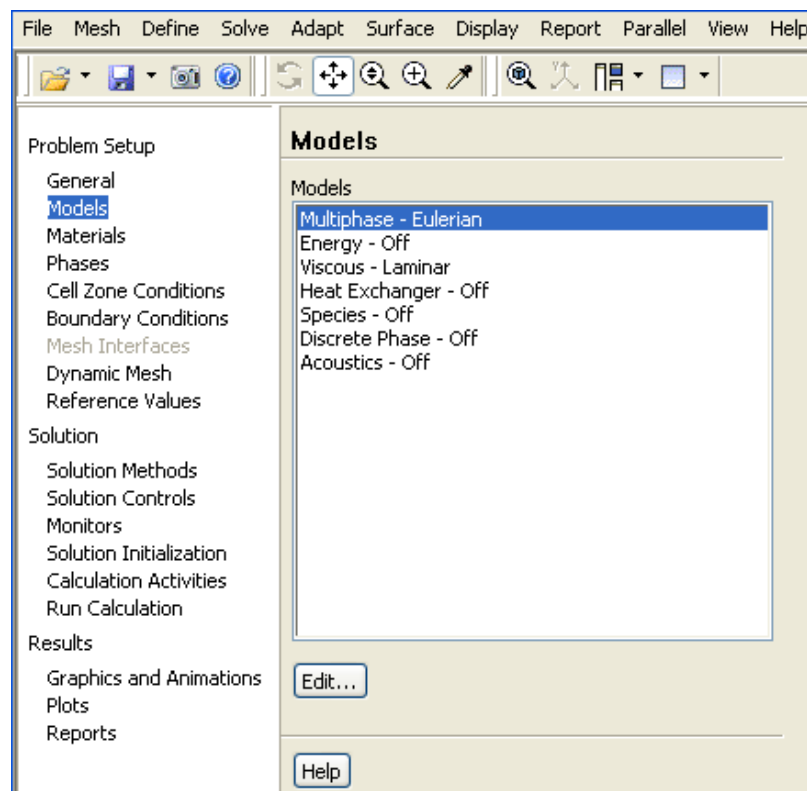 File Mesh Define Solve Adapt Surface Display Report Parallel View Help
Problem Setup
General
Models
Materials
Phases
Cell Zone Conditions
Boundary Conditions
Mesh Interfaces
Dynamic Mesh
Reference Values
Solution
Solution Methods
Solution Controls
Monitors
Solution Initialization
Calculation Activities
Run Calculation
Results
Graphics and Animations
Plots
Reports
Models
Models
Multiphase - Eulerian
Energy - Off
Viscous - Laminar
Heat Exchanger - Off
Species - Off
Discrete Phase - Off
Acoustics - Off
Edit...
Help